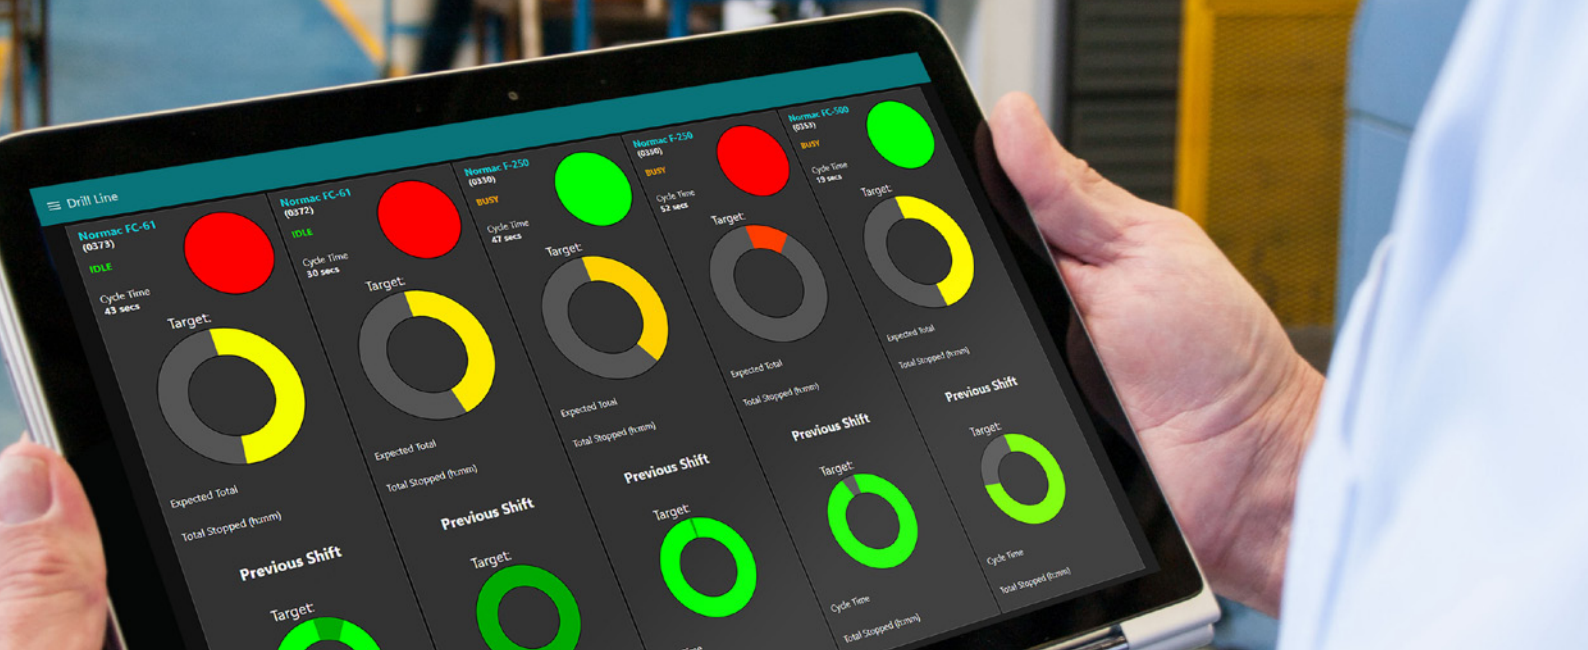 Drill Line
Normac FC-61
(0373)
IDLE
Cycle Time
43 secs
Target:
Expected Total
Total Stopped (h:mm)
Previous Shift
Target:
Normac FC-61
(0372)
IDLE
Cycle Time
30 secs
Target:
Expected Total
Total Stopped (h:mm)
Previous Shift
Target:
Normac F-250
(0330)
BUSY
Cycle Time
47 secs
Target:
Expected Total
Total Stopped (h:mm)
Previous Shift
Target:
Normac F-250
BUSY
Cycle Time
52 secs
Target:
Expected Total
Total Stopped (h:mm)
Previous Shift
Target:
Cycle Time
Total Stopped (h:mm)
Normac FC-500
(0353)
BUSY
Cycle Time
19 secs
Target:
Expected Total
Total Stopped (h:mm)
Previous Shift
Target:
Cycle Time
Total Stopped (h:mm)